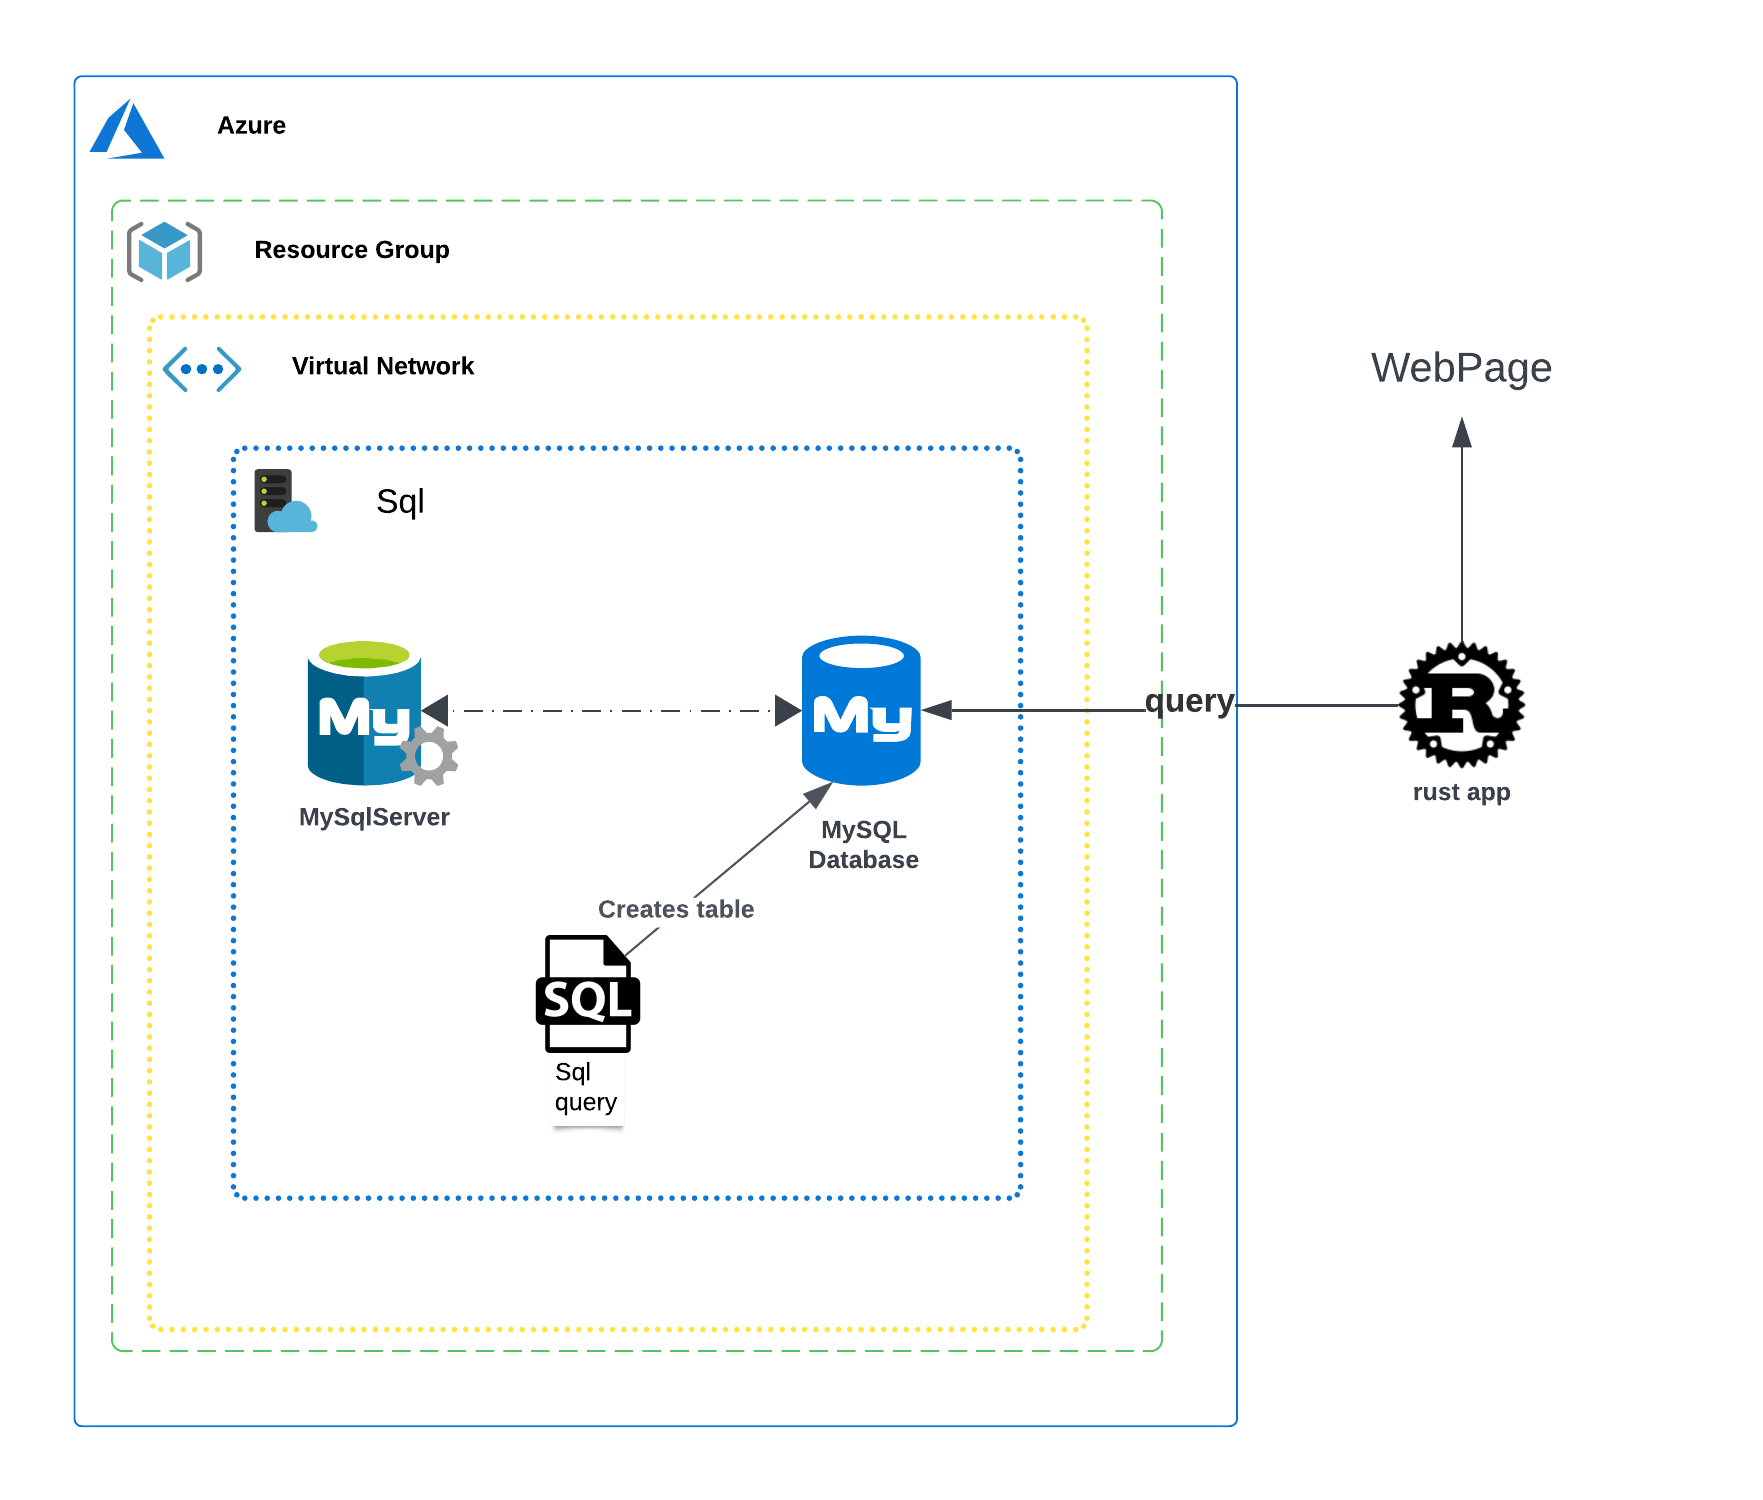 Azure
Resource Group
Virtual Network
WebPage
Sql
My
My
query
R
rust app
MySqlServer
MySQL
Database
Creates table
SQL
Sql
query